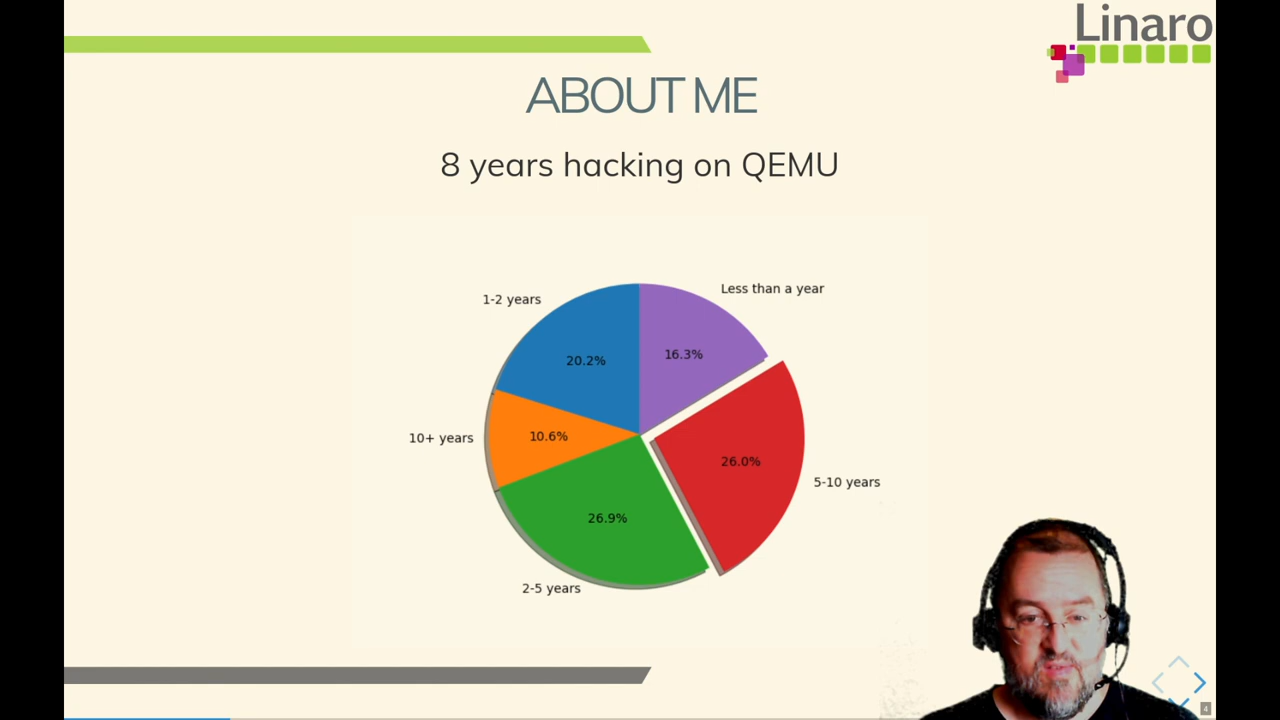 Linaro
ABOUT ME
8 years hacking on QEMU
Less than a year
1-2 years
16.3%
20.2%
10+ years
10.6%
26.0%
5-10 years
26.9%
2-5 years
4